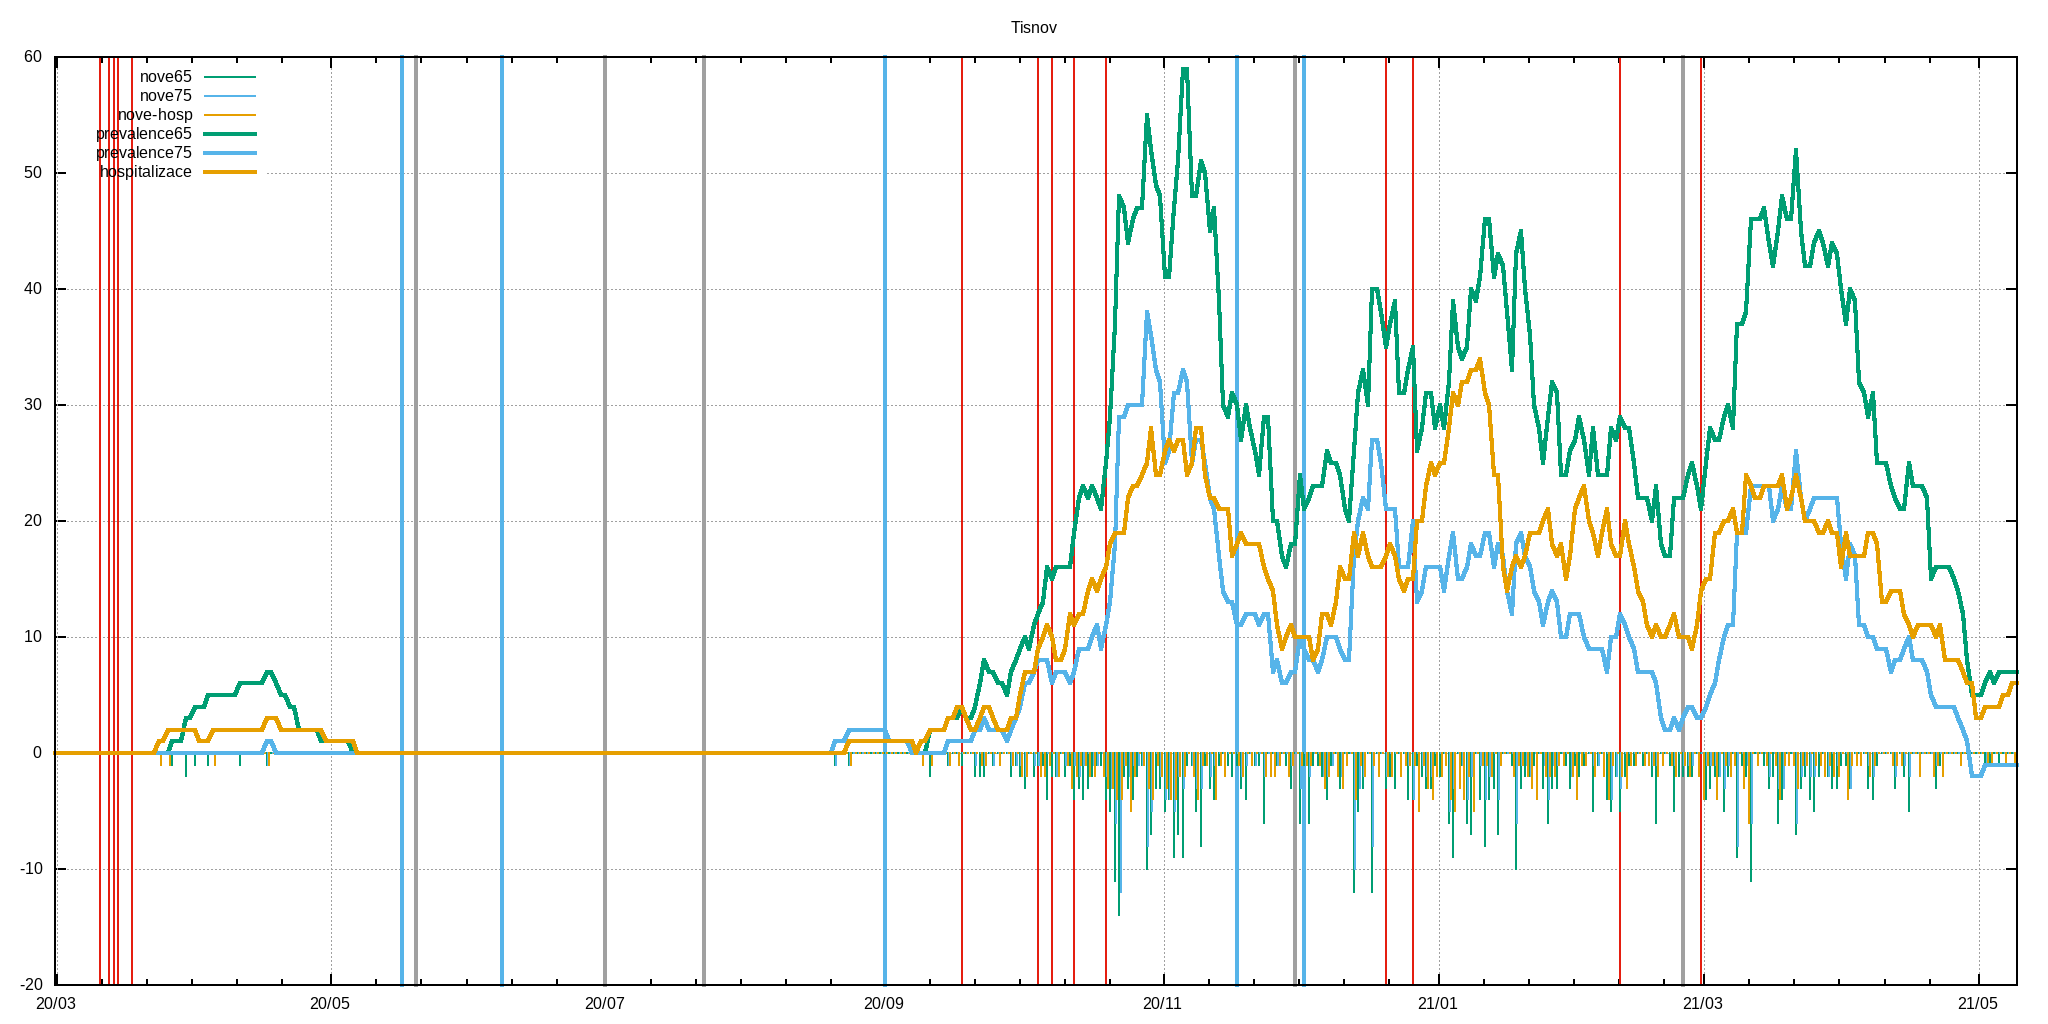 Tisnov
60
50
40
30
20
10
0
-10
-20
nove65
nove75
nove-hosp
prevalence65
prevalence75
hospitalizace
20/03 20/05 20/07 20/09 20/11 21/01 21/03 21/05